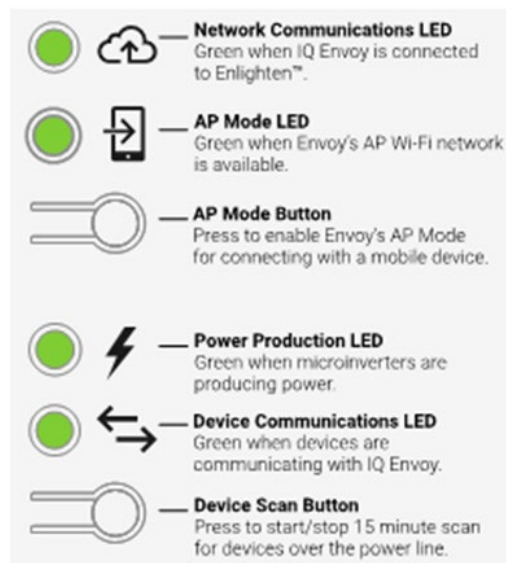 Network Communications LED
Green when IQ Envoy is connected
to Enlighten™.
AP Mode LED
Green when Envoy's AP Wi-Fi network
is available.
AP Mode Button
Press to enable Envoy's AP Mode
for connecting with a mobile device.
Power Production LED
Green when microinverters are
producing power.
Device Communications LED
Green when devices are
communicating with IQ Envoy.
Device Scan Button
Press to start/stop 15 minute scan
for devices over the power line.